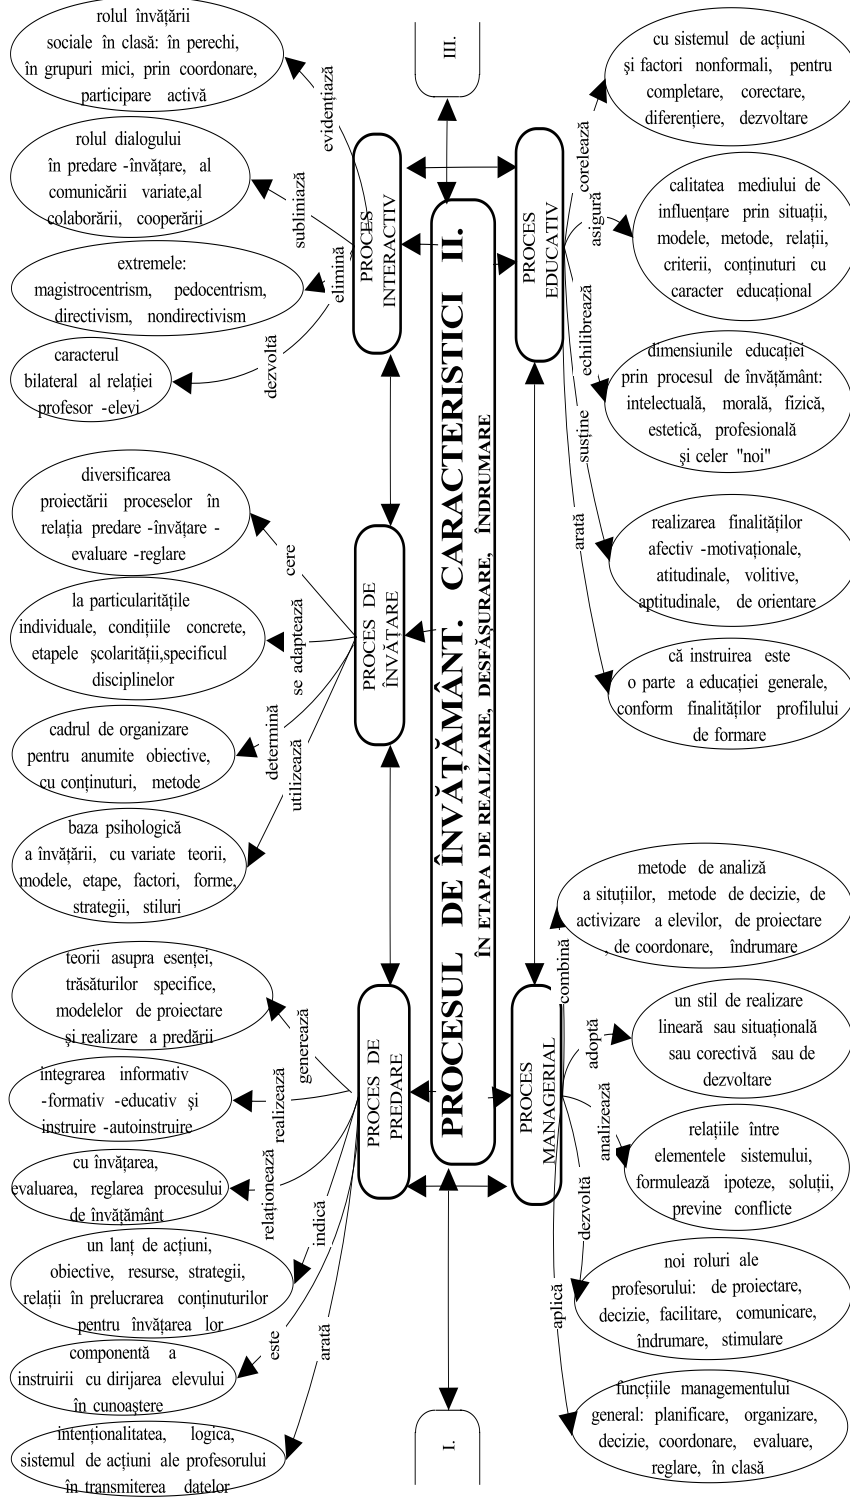 rolul învățării
sociale în clasă: în perechi,
în grupuri mici, prin coordonare,
participare activă
rolul dialogului
în predare -învățare, al
comunicării variate,al
colaborării, cooperării
extremele:
magistrocentrism, pedocentrism,
directivism, nondirectivism
caracterul
bilateral al relației
profesor -elevi
evidențiază
subliniază
elimină
dezvoltă
PROCES
INTERACTIV
diversificarea
proiectării proceselor în
relația predare -învățare -
evaluare -reglare
la particularitățile
individuale, condițiile concrete,
etapele școlarității,specificul
disciplinelor
cadrul de organizare
pentru anumite obiective,
cu conținuturi, metode
baza psihologică
a învățării, cu variate teorii,
modele, etape, factori, forme,
strategii, stiluri
cere
se adaptează
determină
utilizează
PROCES DE
ÎNVĂȚARE
teorii asupra esenței,
trăsăturilor specifice,
modelelor de proiectare
și realizare a predării
integrarea informativ
-formativ -educativ și
instruire -autoinstruire
cu învățarea,
evaluarea, reglarea procesului
de învățământ
un lanț de acțiuni,
obiective, resurse, strategii,
relații în prelucrarea conținuturilor
pentru învățarea lor
componentă a
instruirii cu dirijarea elevului
în cunoaștere
intenționalitatea, logica,
sistemul de acțiuni ale profesorului
în transmiterea datelor
generează
realizează
relaționează
indică
este
arată
PROCES DE
PREDARE
III.
PROCESUL DE ÎNVĂȚĂMÂNT. CARACTERISTICI II.
ÎN ETAPA DE REALIZARE, DESFĂȘURARE, ÎNDRUMARE
I.
PROCES
EDUCATIV
corelează
asigură
echilibrează
susține
arată
cu sistemul de acțiuni
și factori nonformali, pentru
completare, corectare,
diferențiere, dezvoltare
calitatea mediului de
influențare prin situații,
modele, metode, relații,
criterii, conținuturi cu
caracter educațional
dimensiunile educației
prin procesul de învățământ:
intelectuală, morală, fizică,
estetică, profesională
și celer "noi"
realizarea finalităților
afectiv -motivaționale,
atitudinale, volitive,
aptitudinale, de orientare
că instruirea este
o parte a educației generale,
conform finalităților profilului
de formare
PROCES
MANAGERIAL
combină
adoptă
analizează
dezvoltă
aplică
metode de analiză
a situțiilor, metode de decizie, de
activizare a elevilor, de proiectare
, de coordonare, îndrumare
un stil de realizare
lineară sau situațională
sau corectivă sau de
dezvoltare
relațiile între
elementele sistemului,
formulează ipoteze, soluții,
previne conflicte
noi roluri ale
profesorului: de proiectare,
decizie, facilitare, comunicare,
îndrumare, stimulare
funcțiile managementului
general: planificare, organizare,
decizie, coordonare, evaluare,
reglare, în clasă